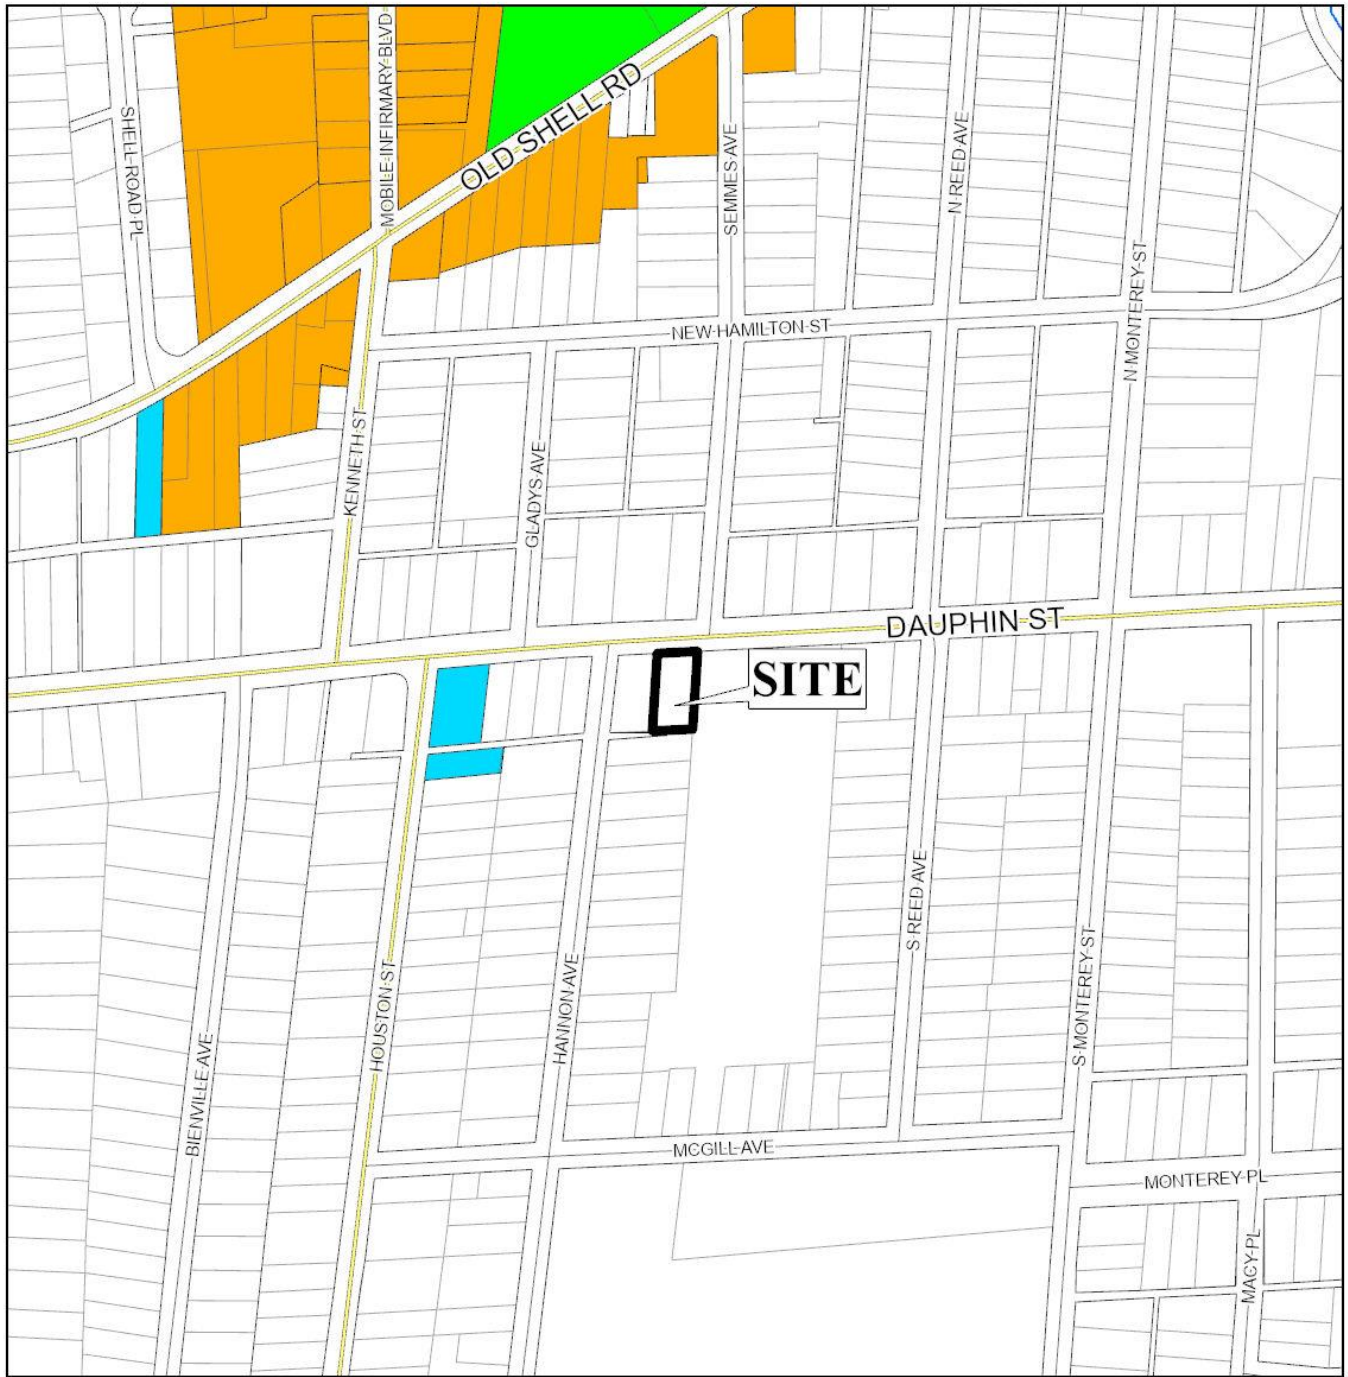 MOBILE INFIRMARY BLVD
OLD SHELL RD
SHELL ROAD PL
SEMMES AVE
N REED AVE
N MONTEREY ST
NEW HAMILTON ST
KENNETH ST
GLADYS AVE
DAUPHIN ST
SITE
S REED AVE
HOUSTON ST
HANNON AVE
S MONTEREY ST
BIENVILLE AVE
MCGILL AVE
MONTEREY PL
MACY PL